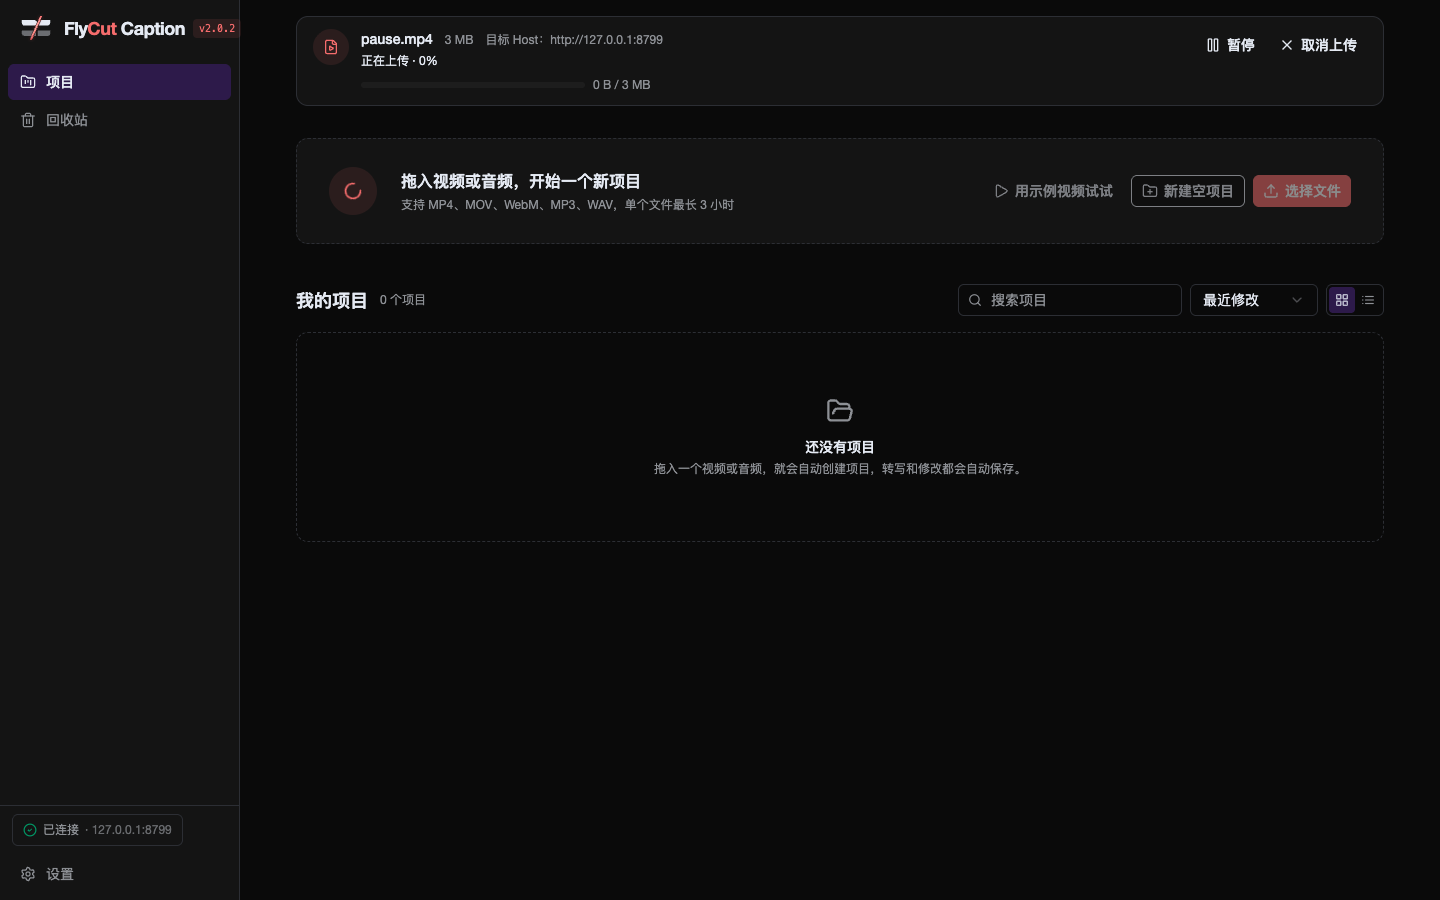 FlyCut Caption v2.0.2
项目
回收站
已连接 · 127.0.0.1:8799
设置
pause.mp4 3 MB 目标 Host：http://127.0.0.1:8799
正在上传 · 0%
0 B / 3 MB
暂停
取消上传
拖入视频或音频，开始一个新项目
支持 MP4、MOV、WebM、MP3、WAV，单个文件最长 3 小时
用示例视频试试
新建空项目
选择文件
我的项目 0 个项目
搜索项目
最近修改
还没有项目
拖入一个视频或音频，就会自动创建项目，转写和修改都会自动保存。